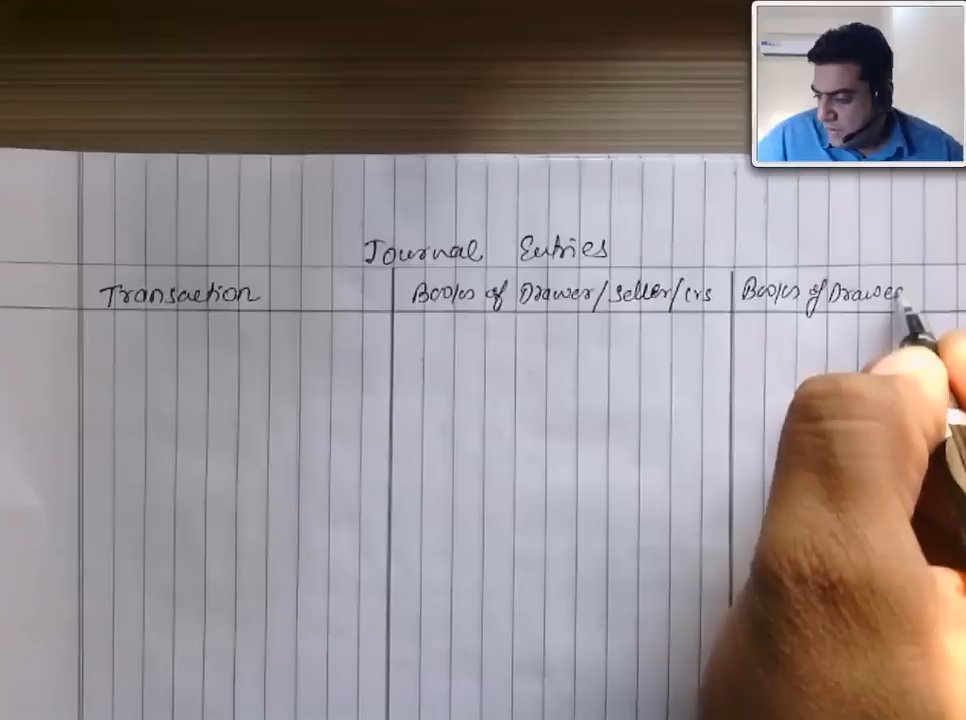 Journal Entries
Transaction Books of Drawer/Seller/Crs Books of Drawee